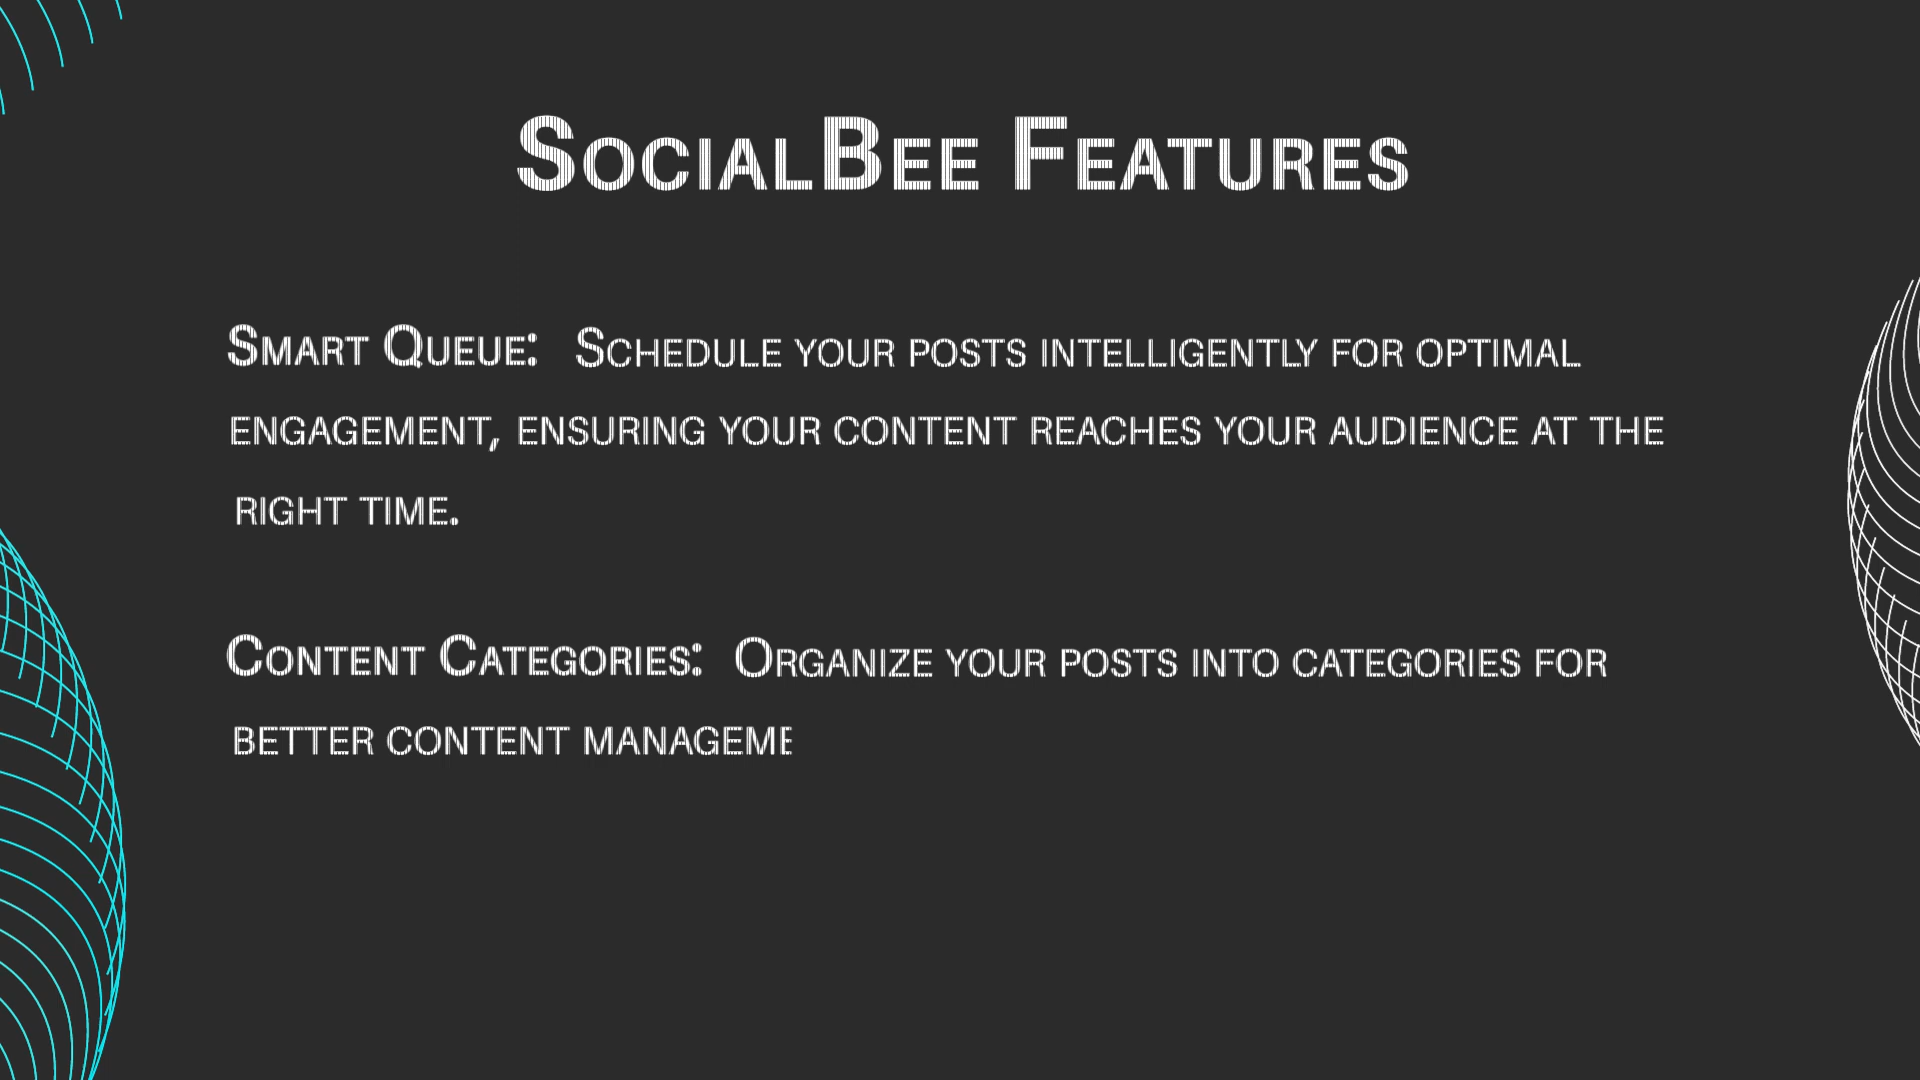 SocialBee Features
Smart Queue: Schedule your posts intelligently for optimal
engagement, ensuring your content reaches your audience at the
right time.
Content Categories: Organize your posts into categories for
better content manageme